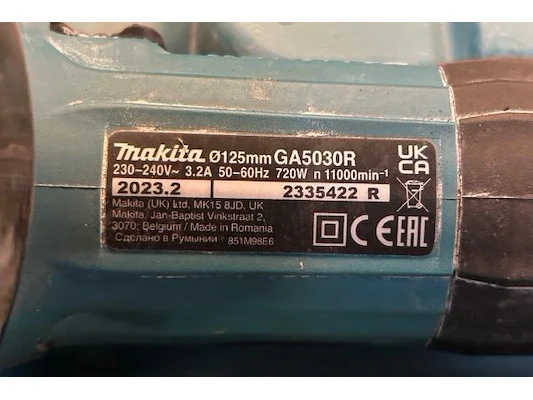 makita Ø125mm GA5030R
230-240V~ 3.2A 50-60Hz 720W n 11000min⁻¹
2023.2 2335422 R
Makita (UK) Ltd, MK15 8JD, UK
Makita, Jan-Baptist Vinkstraat 2,
3070; Belgium / Made in Romania
Сделано в Румынии 851M98E6
UK
CA
CE EAC